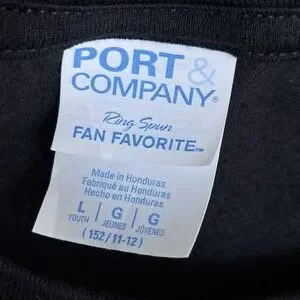 PORT &
COMPANY®
Ring Spun
FAN FAVORITE™
Made in Honduras
Fabriqué au Honduras
Hecho en Honduras
L | G | G
YOUTH JEUNES JÓVENES
(152/11-12)